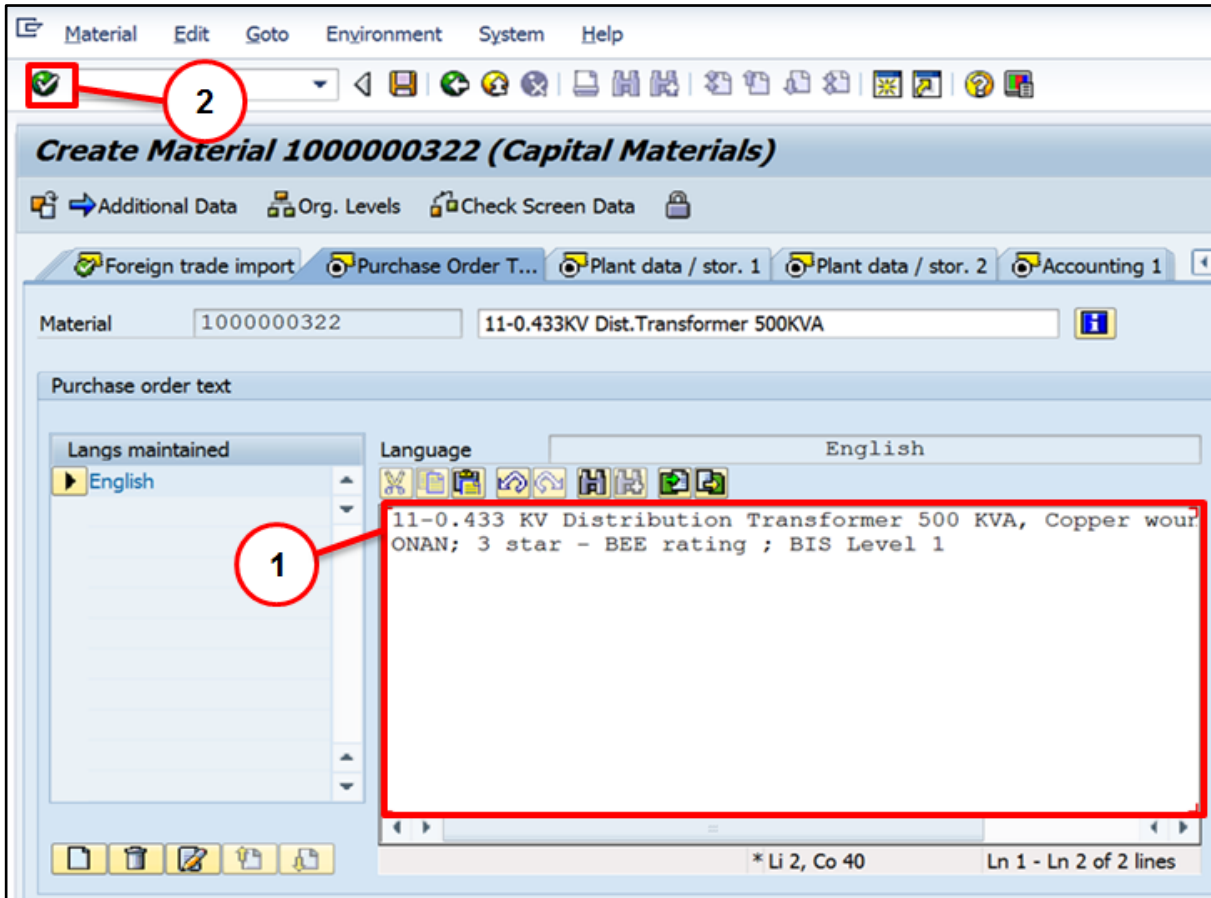 Material Edit Goto Environment System Help
2
Create Material 1000000322 (Capital Materials)
Additional Data Org. Levels Check Screen Data
Foreign trade import Purchase Order T... Plant data / stor. 1 Plant data / stor. 2 Accounting 1
Material 1000000322 11-0.433KV Dist.Transformer 500KVA
Purchase order text
Langs maintained Language English
English
11-0.433 KV Distribution Transformer 500 KVA, Copper
ONAN; 3 star - BEE rating ; BIS Level 1
1
* Li 2, Co 40 Ln 1 - Ln 2 of 2 lines